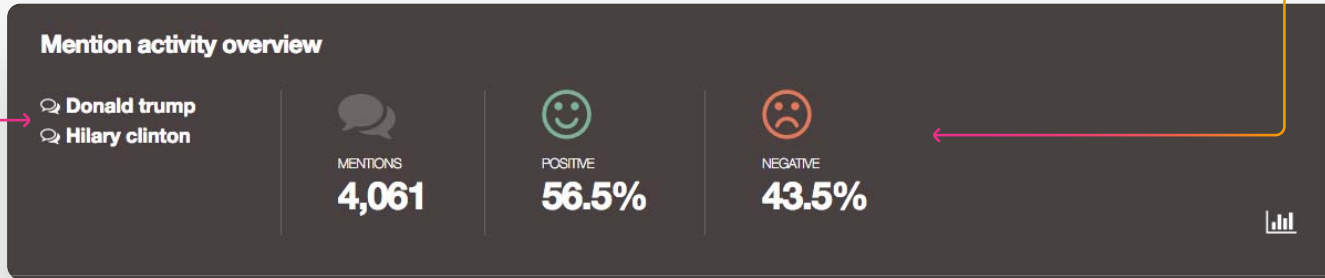 Mention activity overview
Donald trump
Hilary clinton
MENTIONS
4,061
POSITIVE
56.5%
NEGATIVE
43.5%